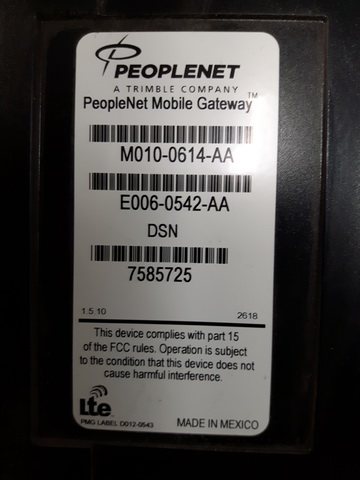 PEOPLENET
A TRIMBLE COMPANY
PeopleNet Mobile Gateway™
M010-0614-AA
E006-0542-AA
DSN
7585725
1.5.10 2618
This device complies with part 15
of the FCC rules. Operation is subject
to the condition that this device does not
cause harmful interference.
Lte
PMG LABEL D012-0543 MADE IN MEXICO